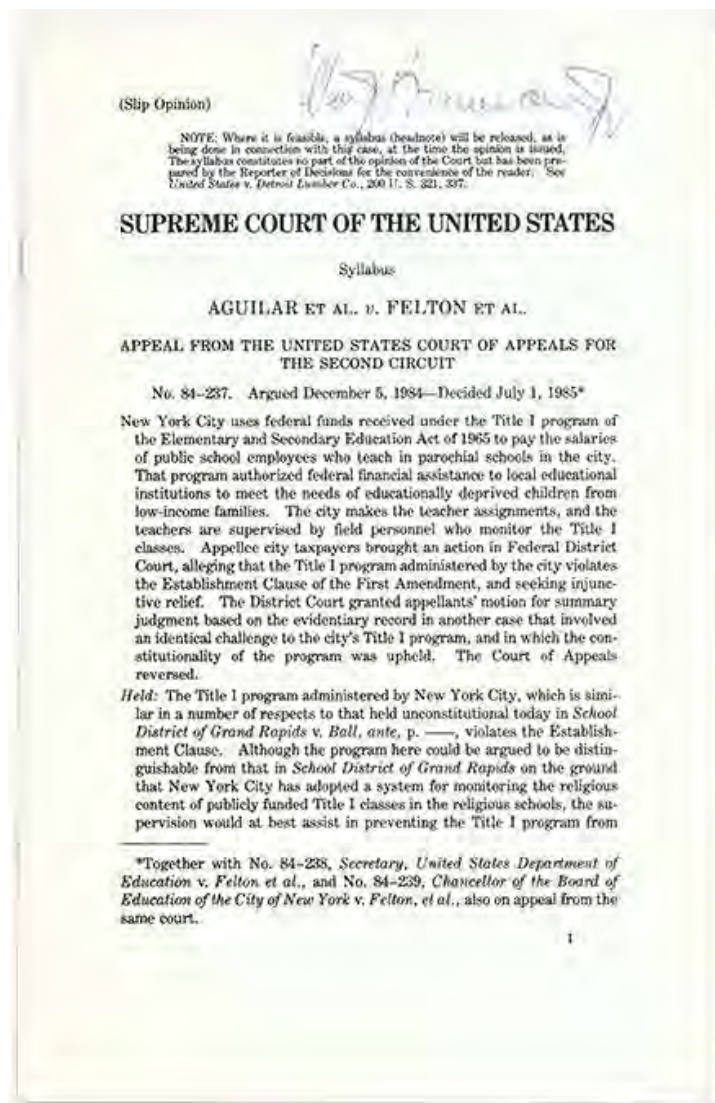 (Slip Opinion)
NOTE: Where it is feasible, a syllabus (headnote) will be released, as is
being done in connection with this case, at the time the opinion is issued.
The syllabus constitutes no part of the opinion of the Court but has been pre-
pared by the Reporter of Decisions for the convenience of the reader. See
United States v. Detroit Lumber Co., 200 U. S. 321, 337.
SUPREME COURT OF THE UNITED STATES
Syllabus
AGUILAR ET AL. v. FELTON ET AL.
APPEAL FROM THE UNITED STATES COURT OF APPEALS FOR
THE SECOND CIRCUIT
No. 84–237. Argued December 5, 1984—Decided July 1, 1985*
New York City uses federal funds received under the Title I program of
the Elementary and Secondary Education Act of 1965 to pay the salaries
of public school employees who teach in parochial schools in the city.
That program authorized federal financial assistance to local educational
institutions to meet the needs of educationally deprived children from
low-income families. The city makes the teacher assignments, and the
teachers are supervised by field personnel who monitor the Title I
classes. Appellee city taxpayers brought an action in Federal District
Court, alleging that the Title I program administered by the city violates
the Establishment Clause of the First Amendment, and seeking injunc-
tive relief. The District Court granted appellants' motion for summary
judgment based on the evidentiary record in another case that involved
an identical challenge to the city's Title I program, and in which the con-
stitutionality of the program was upheld. The Court of Appeals
reversed.
Held: The Title I program administered by New York City, which is simi-
lar in a number of respects to that held unconstitutional today in School
District of Grand Rapids v. Ball, ante, p. ——, violates the Establish-
ment Clause. Although the program here could be argued to be distin-
guishable from that in School District of Grand Rapids on the ground
that New York City has adopted a system for monitoring the religious
content of publicly funded Title I classes in the religious schools, the su-
pervision would at best assist in preventing the Title I program from
*Together with No. 84–238, Secretary, United States Department of
Education v. Felton et al., and No. 84–239, Chancellor of the Board of
Education of the City of New York v. Felton, et al., also on appeal from the
same court.
1